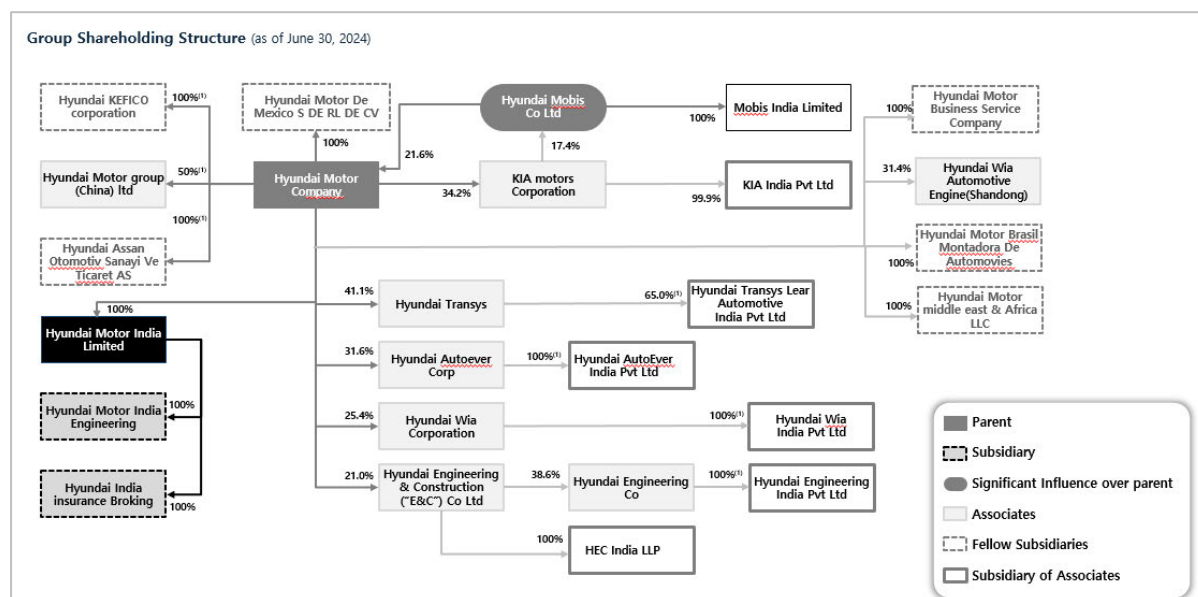 Group Shareholding Structure (as of June 30, 2024)
Hyundai KEFICO
corporation
100%(1)
Hyundai Motor De
Mexico S DE RL DE CV
100%
Hyundai Mobis
Co Ltd
100%
Mobis India Limited
100%
Hyundai Motor
Business Service
Company
21.6%
17.4%
Hyundai Motor group
(China) ltd
50%(1)
Hyundai Motor
Company
34.2%
KIA motors
Corporation
99.9%
KIA India Pvt Ltd
31.4%
Hyundai Wia
Automotive
Engine(Shandong)
100%(1)
Hyundai Assan
Otomotiv Sanayi Ve
Ticaret AS
100%
Hyundai Motor Brasil
Montadora De
Automovies
41.1%
Hyundai Transys
65.0%(1)
Hyundai Transys Lear
Automotive
India Pvt Ltd
100%
Hyundai Motor
middle east & Africa
LLC
100%
Hyundai Motor India
Limited
31.6%
Hyundai Autoever
Corp
100%(1)
Hyundai AutoEver
India Pvt Ltd
100%
Hyundai Motor India
Engineering
25.4%
Hyundai Wia
Corporation
100%(1)
Hyundai Wia
India Pvt Ltd
Hyundai India
insurance Broking
100%
21.0%
Hyundai Engineering
& Construction
("E&C") Co Ltd
38.6%
Hyundai Engineering
Co
100%(1)
Hyundai Engineering
India Pvt Ltd
100%
HEC India LLP
Parent
Subsidiary
Significant Influence over parent
Associates
Fellow Subsidiaries
Subsidiary of Associates